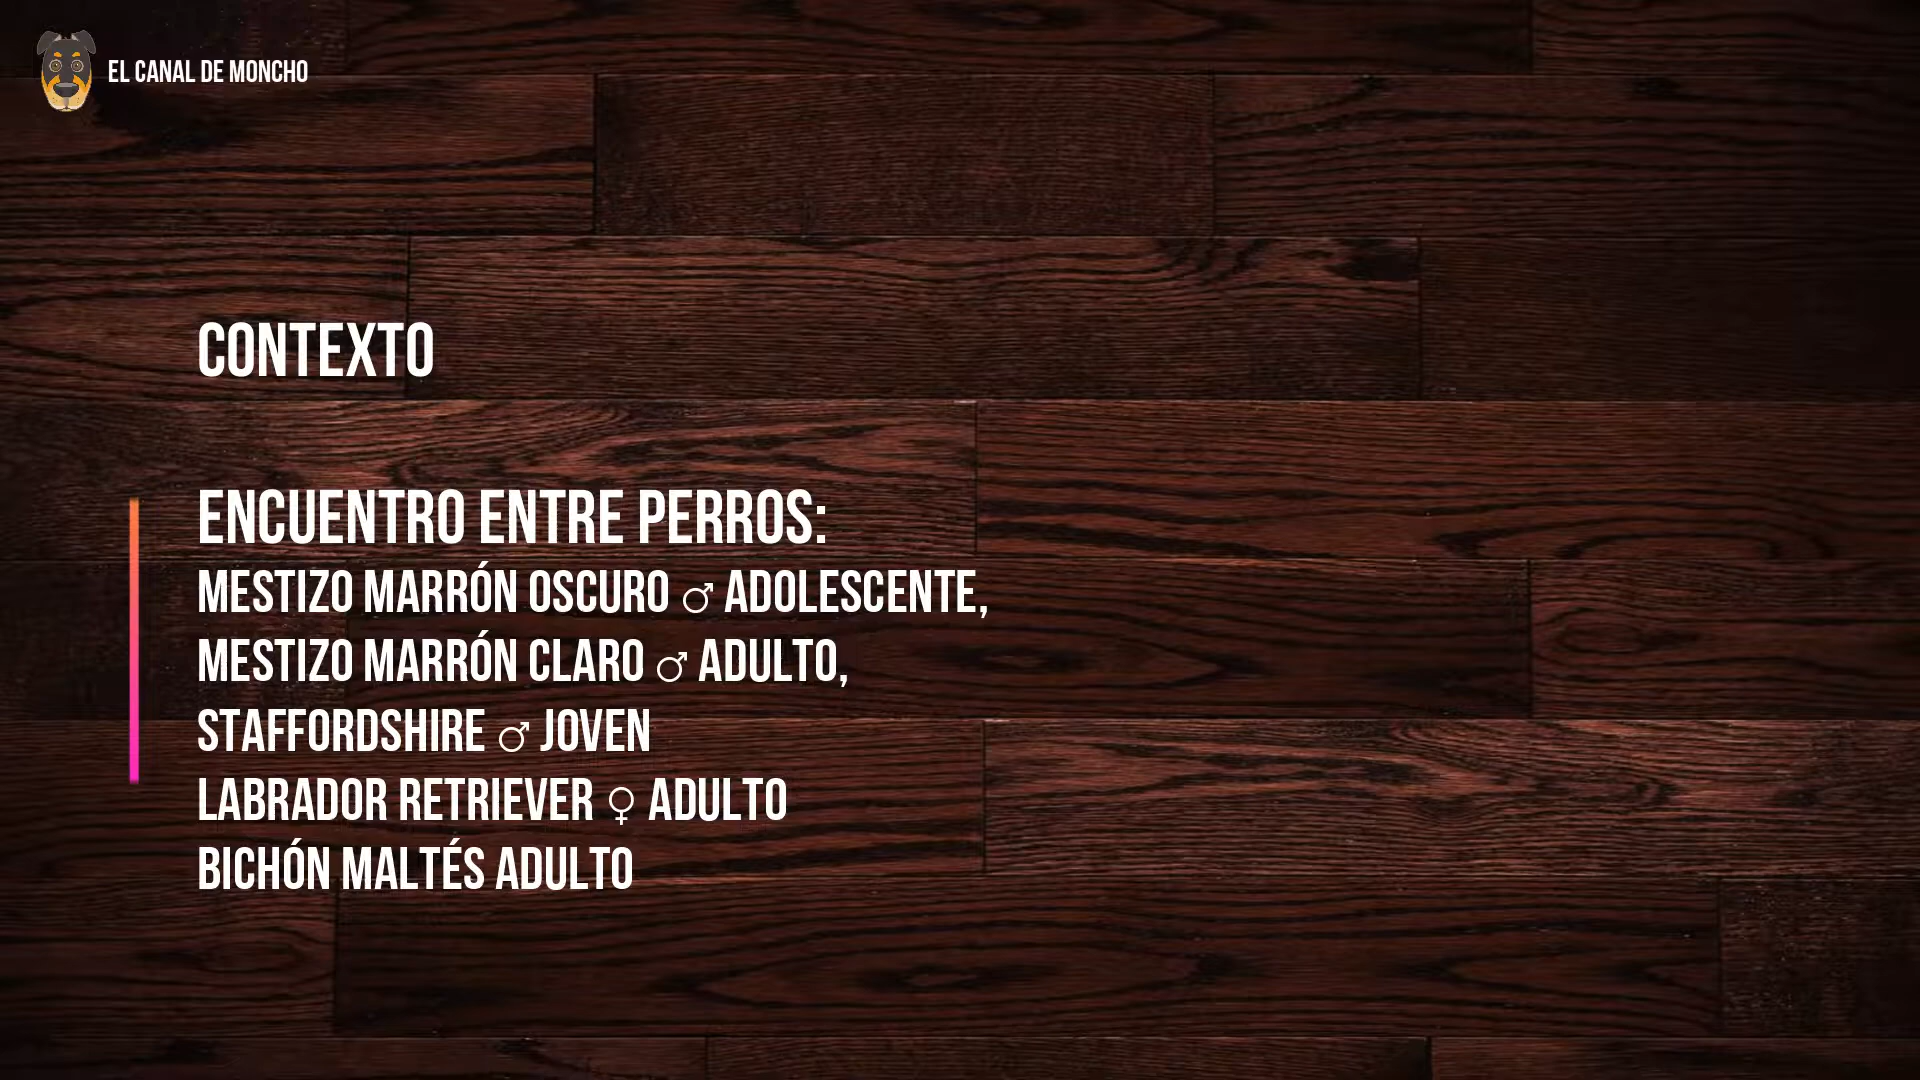 EL CANAL DE MONCHO
CONTEXTO
ENCUENTRO ENTRE PERROS:
MESTIZO MARRÓN OSCURO ♂ ADOLESCENTE,
MESTIZO MARRÓN CLARO ♂ ADULTO,
STAFFORDSHIRE ♂ JOVEN
LABRADOR RETRIEVER ♀ ADULTO
BICHÓN MALTÉS ADULTO